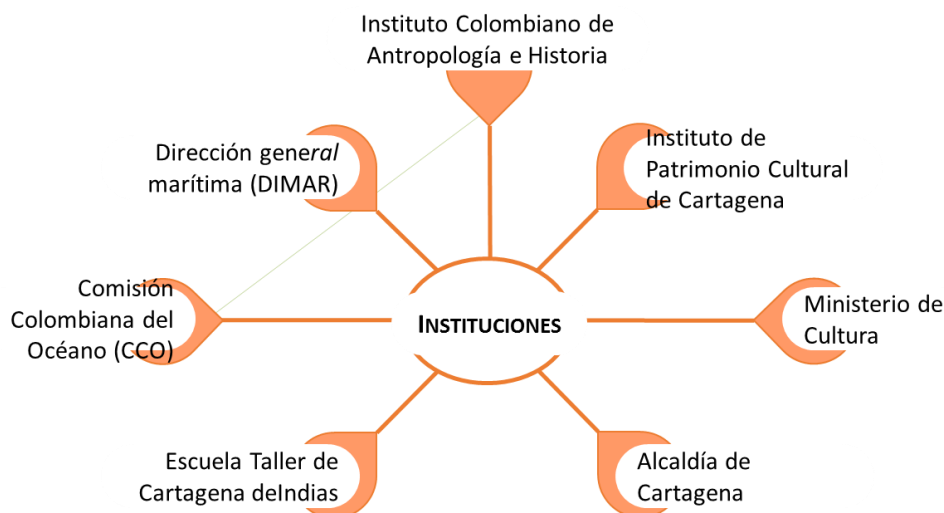 Instituto Colombiano de
Antropología e Historia
Dirección general
marítima (DIMAR)
Instituto de
Patrimonio Cultural
de Cartagena
Comisión
Colombiana del
Océano (CCO)
INSTITUCIONES
Ministerio de
Cultura
Escuela Taller de
Cartagena deIndias
Alcaldía de
Cartagena